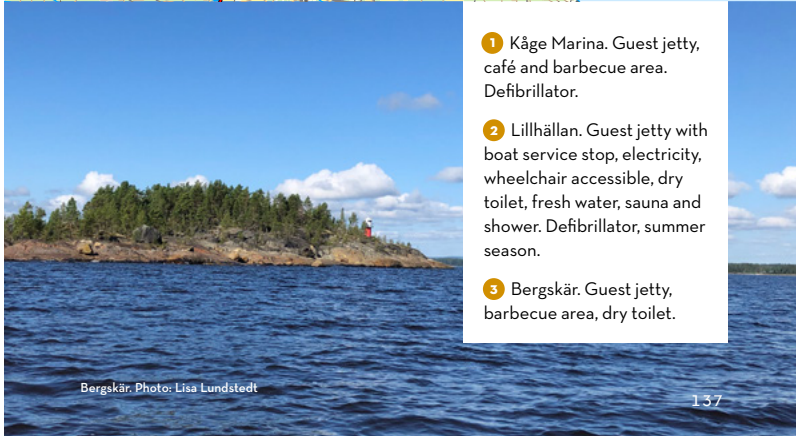 1 Kåge Marina. Guest jetty,
café and barbecue area.
Defibrillator.
2 Lillhällan. Guest jetty with
boat service stop, electricity,
wheelchair accessible, dry
toilet, fresh water, sauna and
shower. Defibrillator, summer
season.
3 Bergskär. Guest jetty,
barbecue area, dry toilet.
Bergskär. Photo: Lisa Lundstedt
137